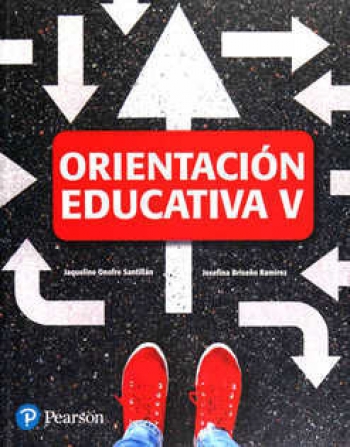 ORIENTACIÓN
EDUCATIVA V
Jaqueline Onofre Santillán Josefina Briseño Ramírez
Pearson